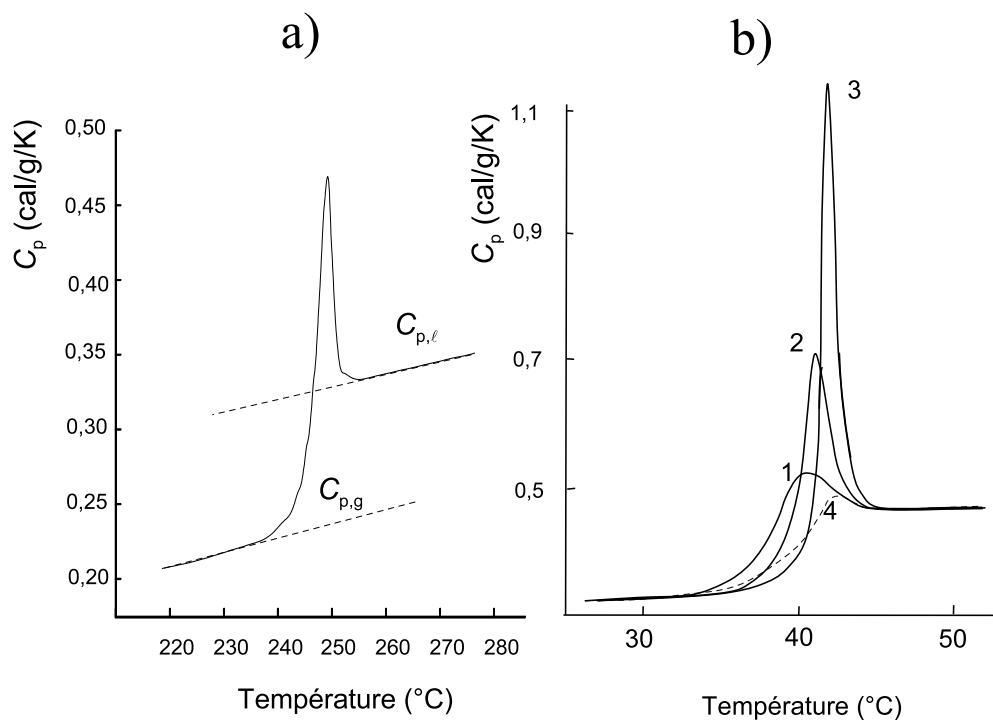 a)
C_p (cal/g/K)
0,50
0,45
0,40
0,35
0,30
0,25
0,20
C_p,ℓ
C_p,g
220 230 240 250 260 270 280
Température (°C)
b)
C_p (cal/g/K)
1,1
0,9
0,7
0,5
3
2
1
4
30 40 50
Température (°C)